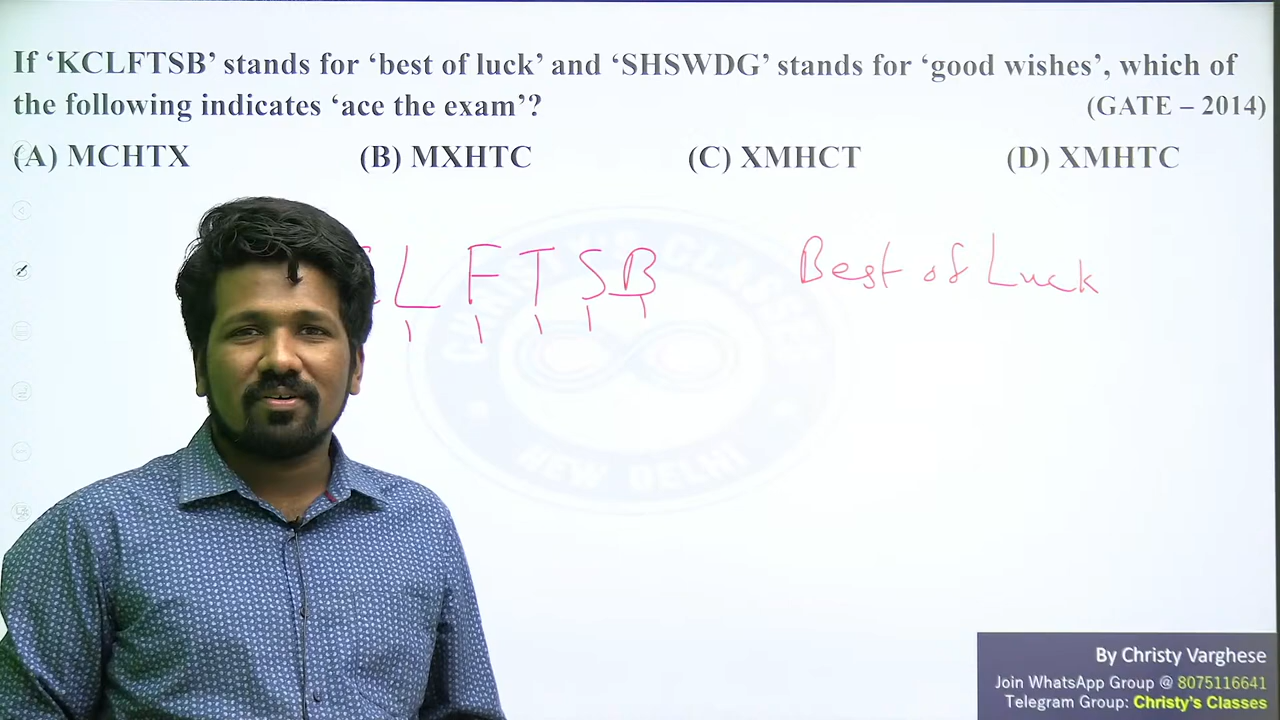 If ‘KCLFTSB’ stands for ‘best of luck’ and ‘SHSWDG’ stands for ‘good wishes’, which of
the following indicates ‘ace the exam’?
(GATE – 2014)
(A) MCHTX
(B) MXHTC
(C) XMHCT
(D) XMHTC
LFTSB
Best of Luck
NEW DELHI
By Christy Varghese
Join WhatsApp Group @ 8075116641
Telegram Group: Christy's Classes